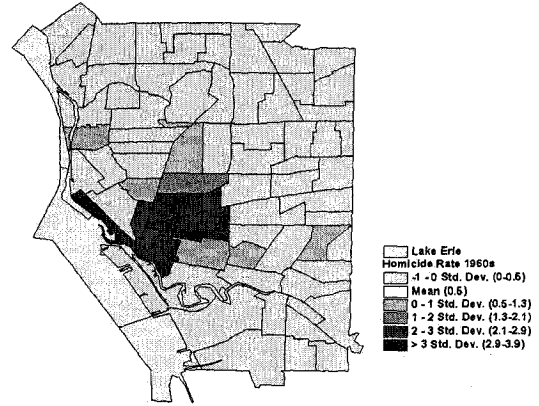 Lake Erie
Homicide Rate 1960s
-1 - 0 Std. Dev. (0-0.5)
Mean (0.5)
0 - 1 Std. Dev. (0.5-1.3)
1 - 2 Std. Dev. (1.3-2.1)
2 - 3 Std. Dev. (2.1-2.9)
> 3 Std. Dev. (2.9-3.9)